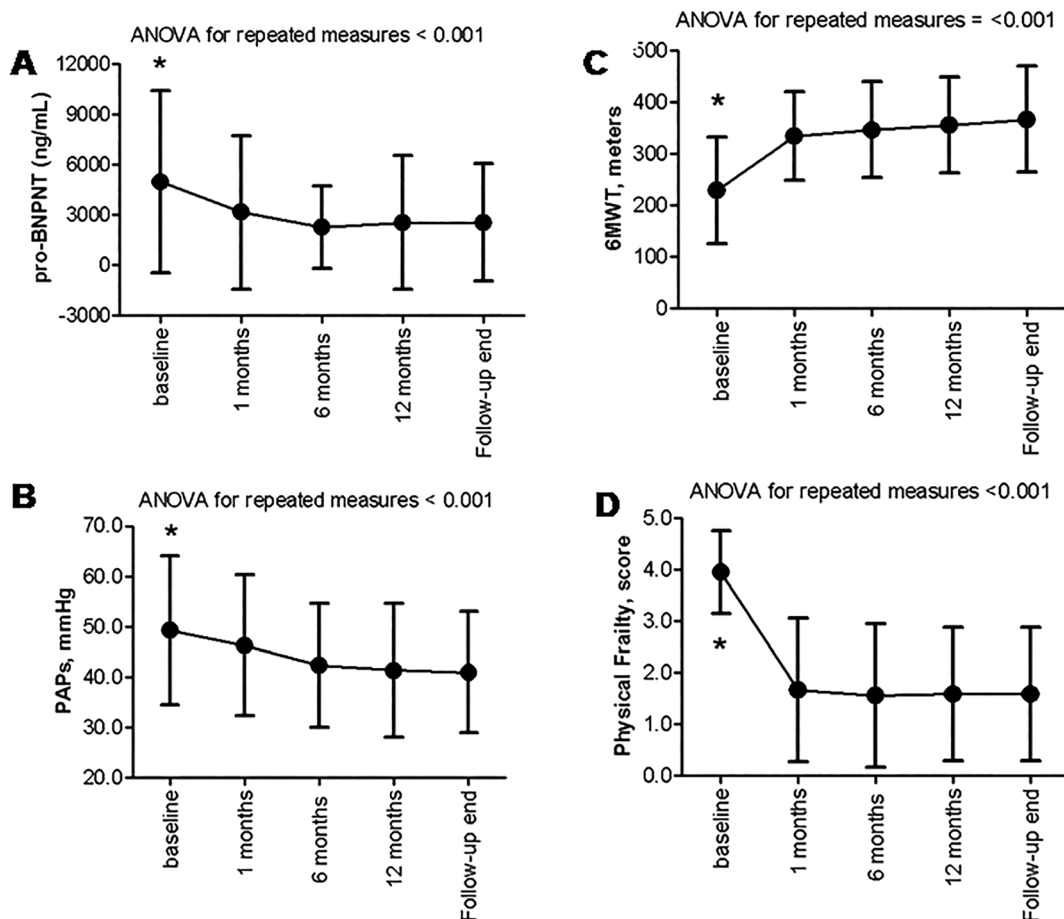 A
ANOVA for repeated measures < 0.001
pro-BNPNT (ng/mL)
12000
9000
6000
3000
0
-3000
*
baseline
1 months
6 months
12 months
Follow-up end
B
ANOVA for repeated measures < 0.001
PAPs, mmHg
70.0
60.0
50.0
40.0
30.0
20.0
*
baseline
1 months
6 months
12 months
Follow-up end
C
ANOVA for repeated measures = <0.001
6MWT, meters
500
400
300
200
100
0
*
baseline
1 months
6 months
12 months
Follow-up end
D
ANOVA for repeated measures <0.001
Physical Frailty, score
5.0
4.0
3.0
2.0
1.0
0.0
*
baseline
1 months
6 months
12 months
Follow-up end